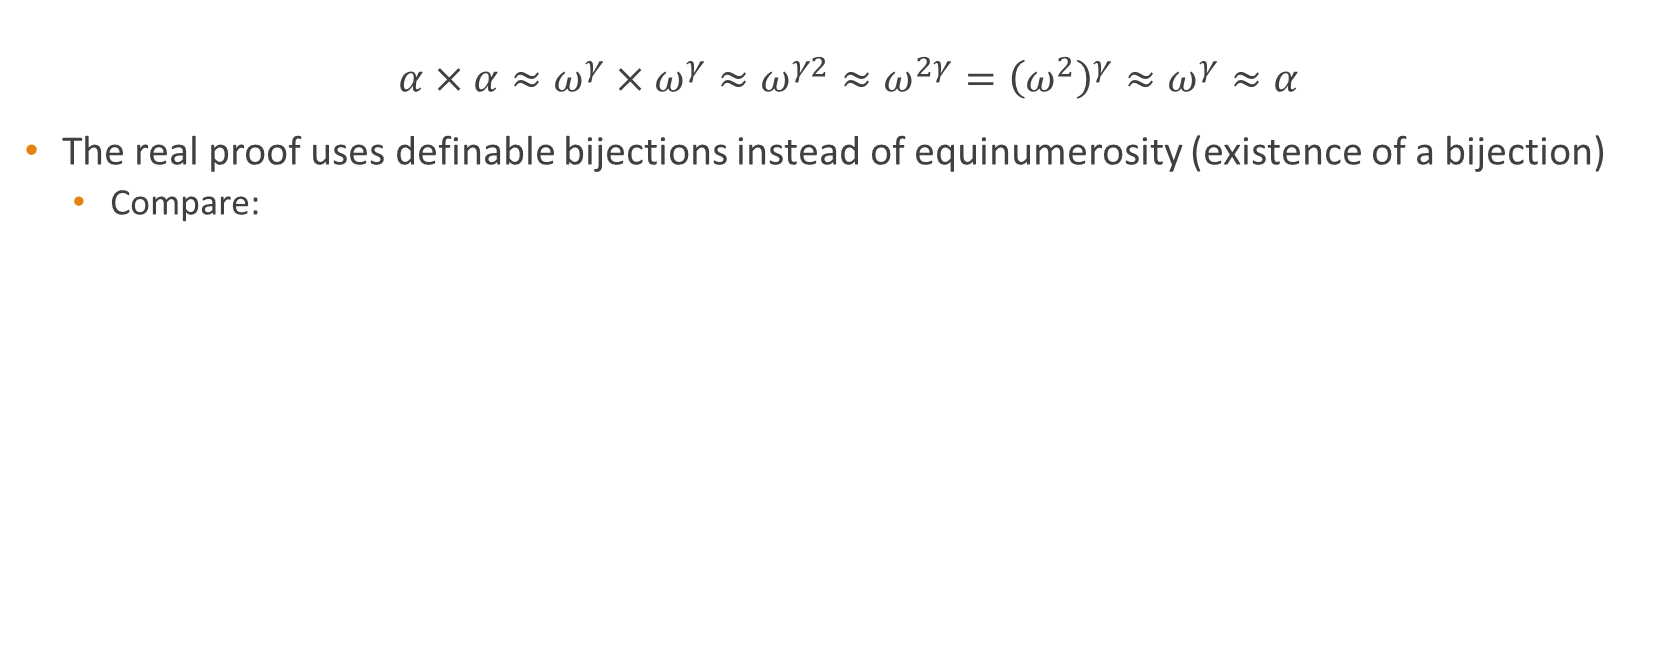 α × α ≈ ω^γ × ω^γ ≈ ω^{γ2} ≈ ω^{2γ} = (ω^2)^γ ≈ ω^γ ≈ α
• The real proof uses definable bijections instead of equinumerosity (existence of a bijection)
• Compare: